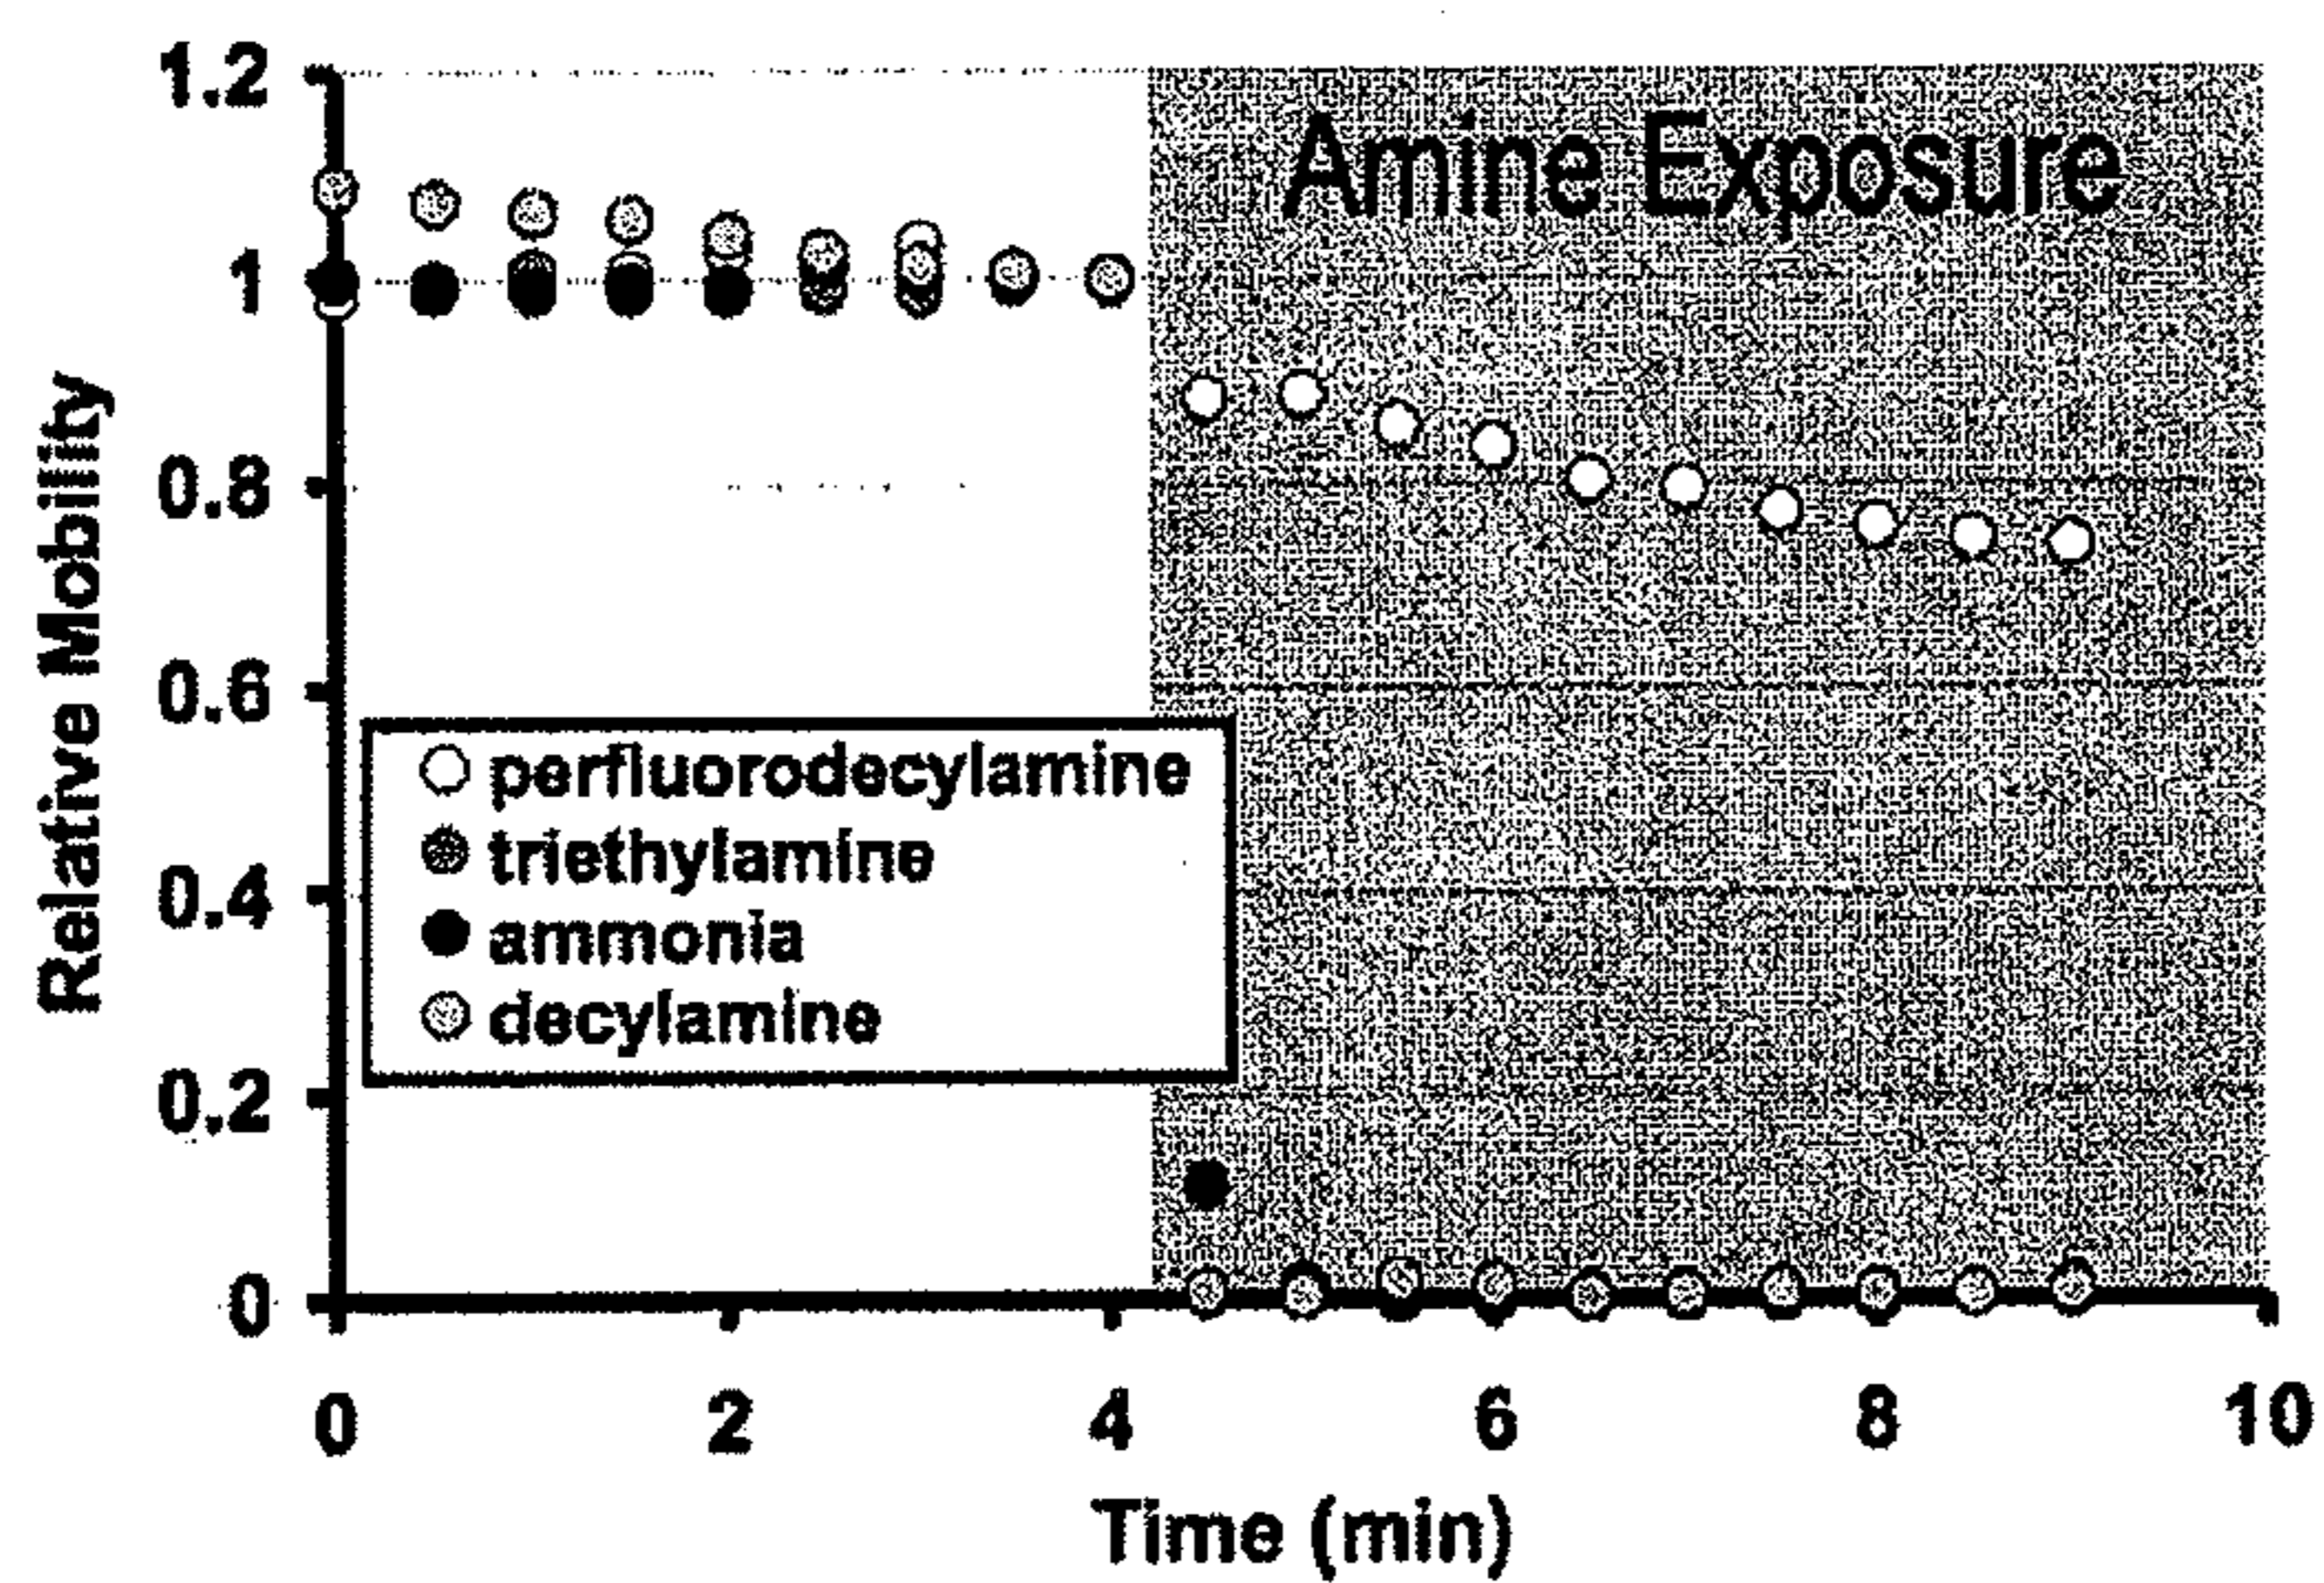 1.2
Amine Exposure
1
0.8
Relative Mobility
0.6
perfluorodecylamine
triethylamine
0.4
ammonia
decylamine
0.2
0
0 2 4 6 8 10
Time (min)